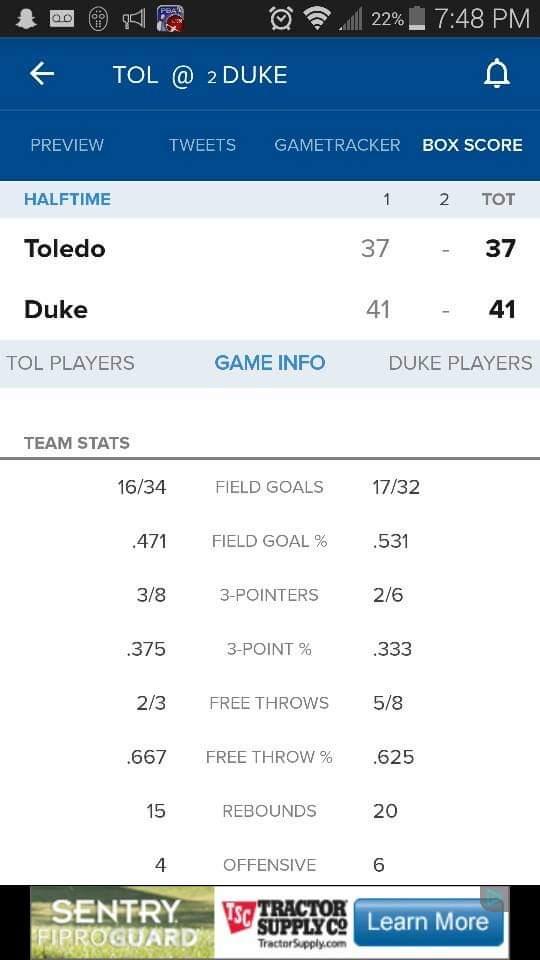 PBA
22% 7:48 PM
TOL @ 2 DUKE
PREVIEW TWEETS GAMETRACKER BOX SCORE
HALFTIME 1 2 TOT
Toledo 37 - 37
Duke 41 - 41
TOL PLAYERS GAME INFO DUKE PLAYERS
TEAM STATS
16/34 FIELD GOALS 17/32
.471 FIELD GOAL % .531
3/8 3-POINTERS 2/6
.375 3-POINT % .333
2/3 FREE THROWS 5/8
.667 FREE THROW % .625
15 REBOUNDS 20
4 OFFENSIVE 6
SENTRY
FIPROGUARD
TSC TRACTOR
SUPPLY CO
TractorSupply.com
Learn More